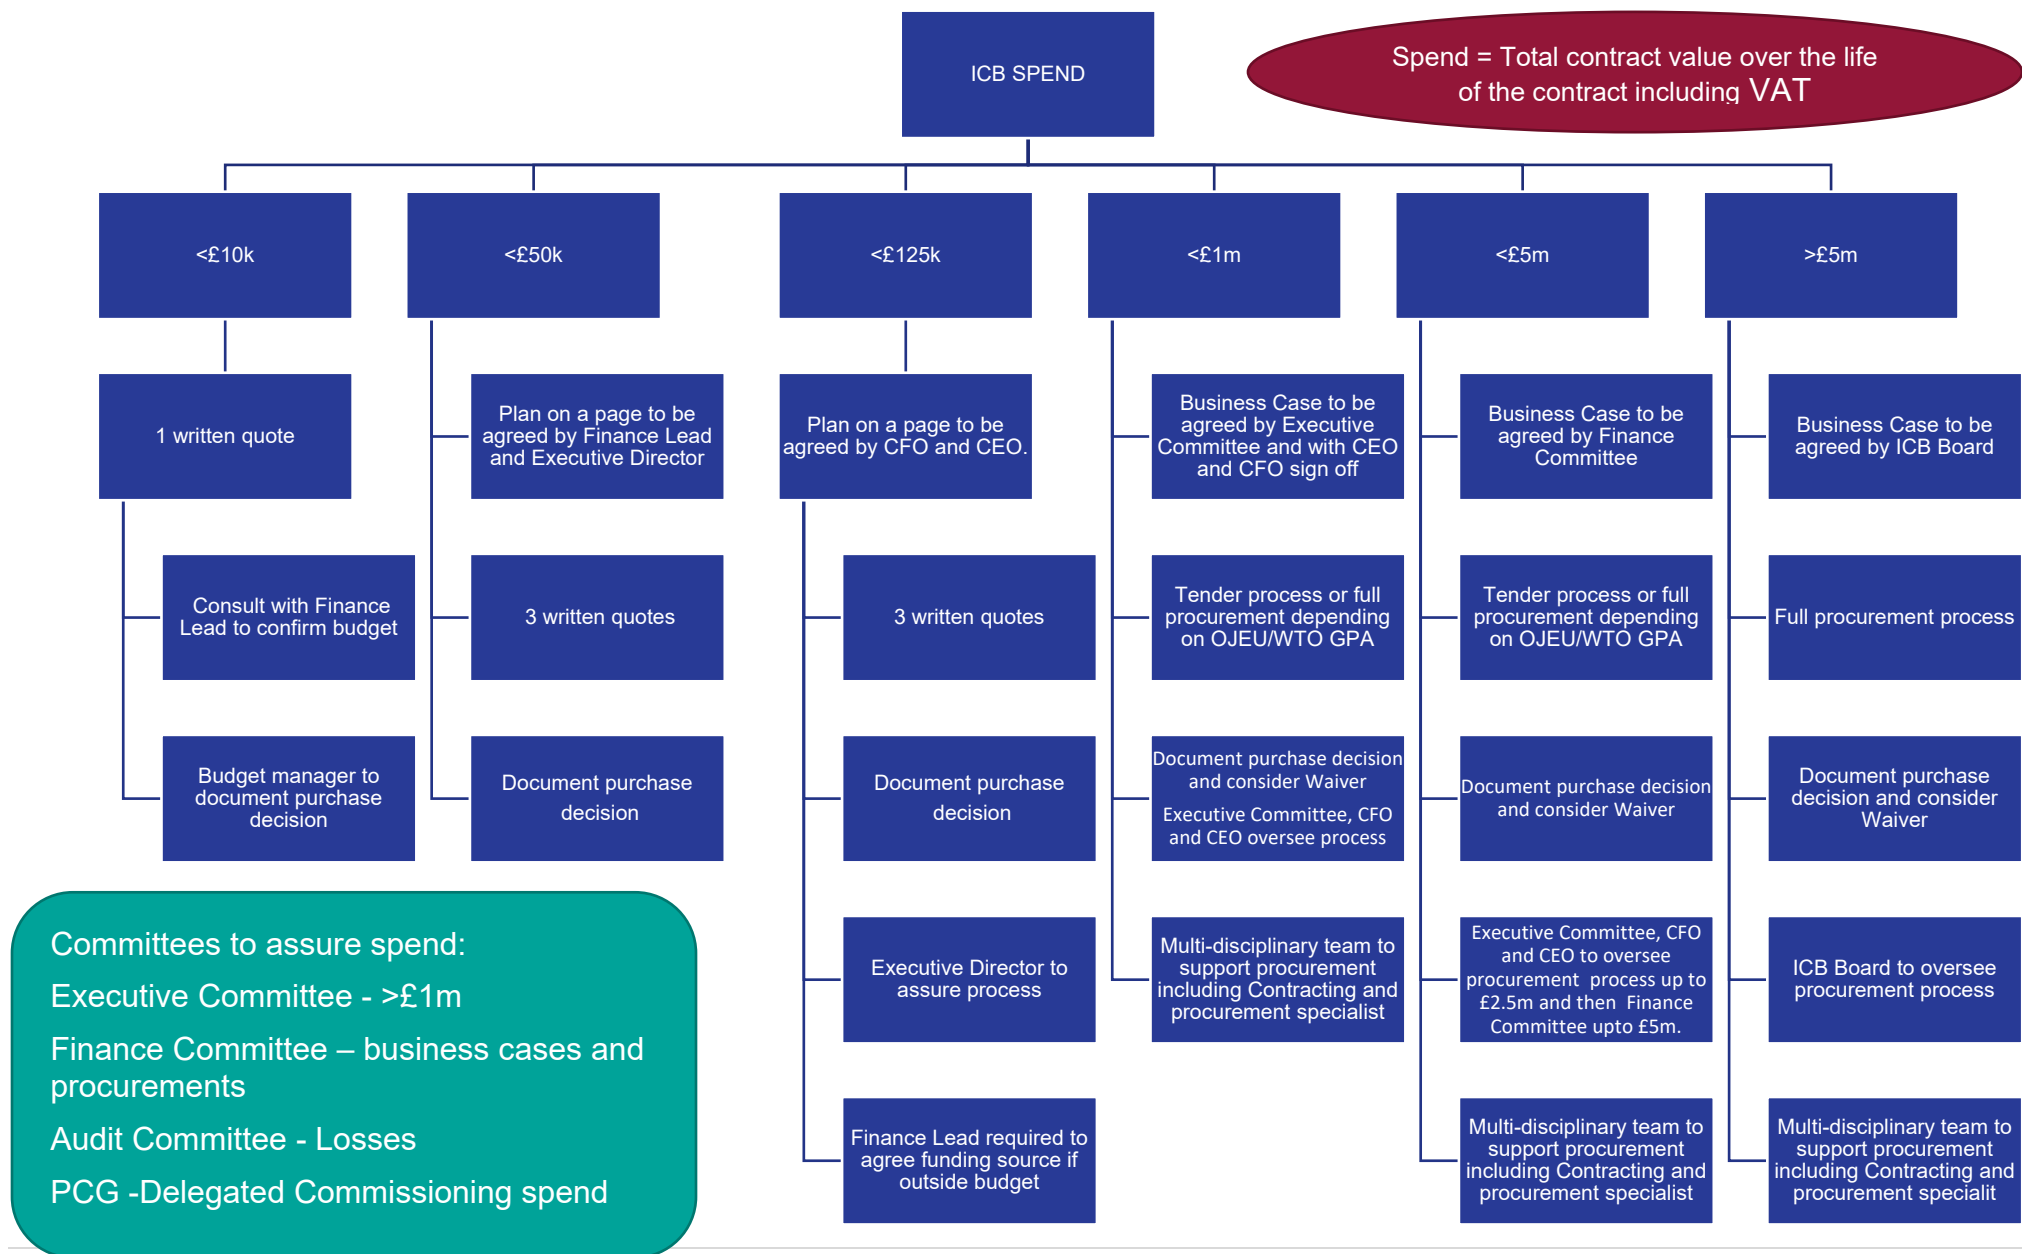 ICB SPEND
Spend = Total contract value over the life
of the contract including VAT
<£10k
<£50k
<£125k
<£1m
<£5m
>£5m
1 written quote
Consult with Finance
Lead to confirm budget
Budget manager to
document purchase
decision
Plan on a page to be
agreed by Finance Lead
and Executive Director
3 written quotes
Document purchase
decision
Plan on a page to be
agreed by CFO and CEO.
3 written quotes
Document purchase
decision
Executive Director to
assure process
Finance Lead required to
agree funding source if
outside budget
Business Case to be
agreed by Executive
Committee and with CEO
and CFO sign off
Tender process or full
procurement depending
on OJEU/WTO GPA
Document purchase decision
and consider Waiver
Executive Committee, CFO
and CEO oversee process
Multi-disciplinary team to
support procurement
including Contracting and
procurement specialist
Business Case to be
agreed by Finance
Committee
Tender process or full
procurement depending
on OJEU/WTO GPA
Document purchase decision
and consider Waiver
Executive Committee, CFO
and CEO to oversee
procurement process up to
£2.5m and then Finance
Committee upto £5m.
Multi-disciplinary team to
support procurement
including Contracting and
procurement specialist
Business Case to be
agreed by ICB Board
Full procurement process
Document purchase
decision and consider
Waiver
ICB Board to oversee
procurement process
Multi-disciplinary team to
support procurement
including Contracting and
procurement specialit
Committees to assure spend:
Executive Committee - >£1m
Finance Committee – business cases and
procurements
Audit Committee - Losses
PCG -Delegated Commissioning spend